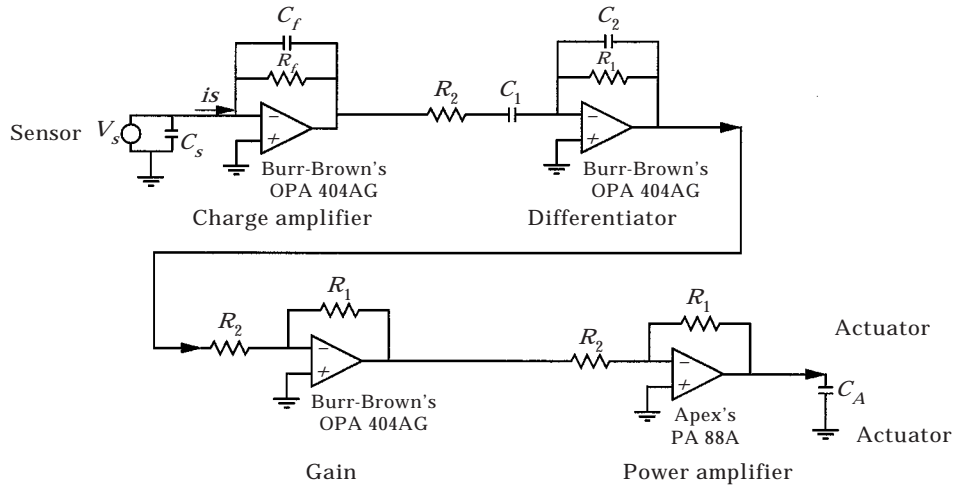 C_f
R_f
is
Sensor
V_s
C_s
−
+
Burr-Brown's
OPA 404AG
Charge amplifier
R_2
C_1
C_2
R_1
−
+
Burr-Brown's
OPA 404AG
Differentiator
R_2
R_1
−
+
Burr-Brown's
OPA 404AG
Gain
R_2
R_1
−
+
Apex's
PA 88A
Power amplifier
Actuator
C_A
Actuator